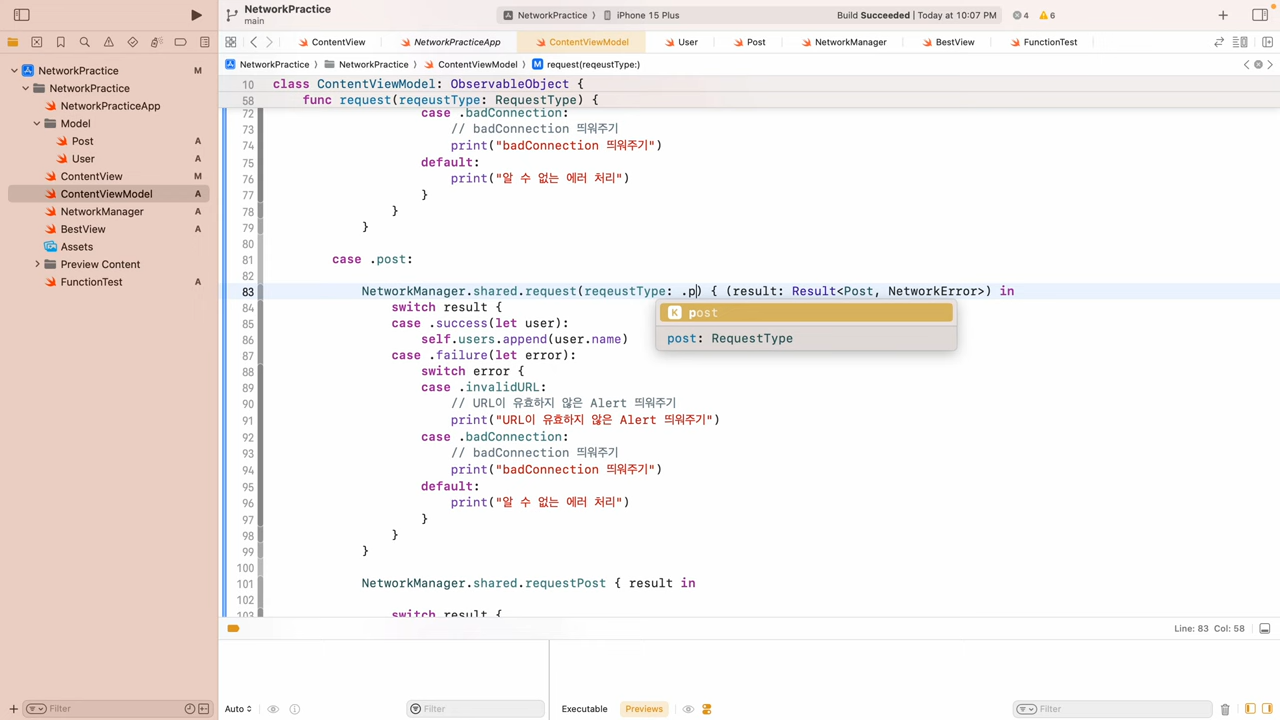 NetworkPractice
main
NetworkPractice
iPhone 15 Plus
Build Succeeded | Today at 10:07 PM
4
6
ContentView
NetworkPracticeApp
ContentViewModel
User
Post
NetworkManager
BestView
FunctionTest
NetworkPractice
NetworkPractice
ContentViewModel
M
request(reqeustType:)
NetworkPractice M
NetworkPractice
NetworkPracticeApp
Model
Post A
User A
ContentView M
ContentViewModel A
NetworkManager A
BestView A
Assets
Preview Content
FunctionTest A
10 class ContentViewModel: ObservableObject {
58 func request(reqeustType: RequestType) {
72 case .badConnection:
73 // badConnection 띄워주기
74 print("badConnection 띄워주기")
75 default:
76 print("알 수 없는 에러 처리")
77 }
78 }
79 }
80
81 case .post:
82
83 NetworkManager.shared.request(reqeustType: .p) { (result: Result<Post, NetworkError>) in
K post
post: RequestType
84 switch result {
85 case .success(let user):
86 self.users.append(user.name)
87 case .failure(let error):
88 switch error {
89 case .invalidURL:
90 // URL이 유효하지 않은 Alert 띄워주기
91 print("URL이 유효하지 않은 Alert 띄워주기")
92 case .badConnection:
93 // badConnection 띄워주기
94 print("badConnection 띄워주기")
95 default:
96 print("알 수 없는 에러 처리")
97 }
98 }
99 }
100
101 NetworkManager.shared.requestPost { result in
102
103 switch result {
Line: 83 Col: 58
Filter
Auto
Filter
Executable
Previews
Filter